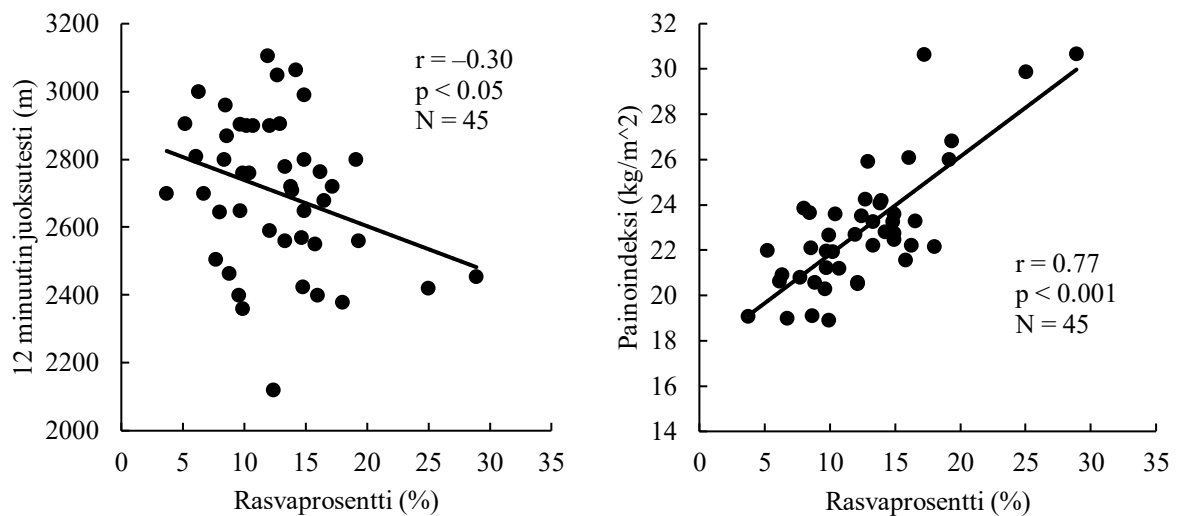 3200
3000
2800
2600
2400
2200
2000
12 minuutin juoksutesti (m)
r = –0.30
p < 0.05
N = 45
0 5 10 15 20 25 30 35
Rasvaprosentti (%)
32
30
28
26
24
22
20
18
16
14
Painoindeksi (kg/m^2)
r = 0.77
p < 0.001
N = 45
0 5 10 15 20 25 30 35
Rasvaprosentti (%)